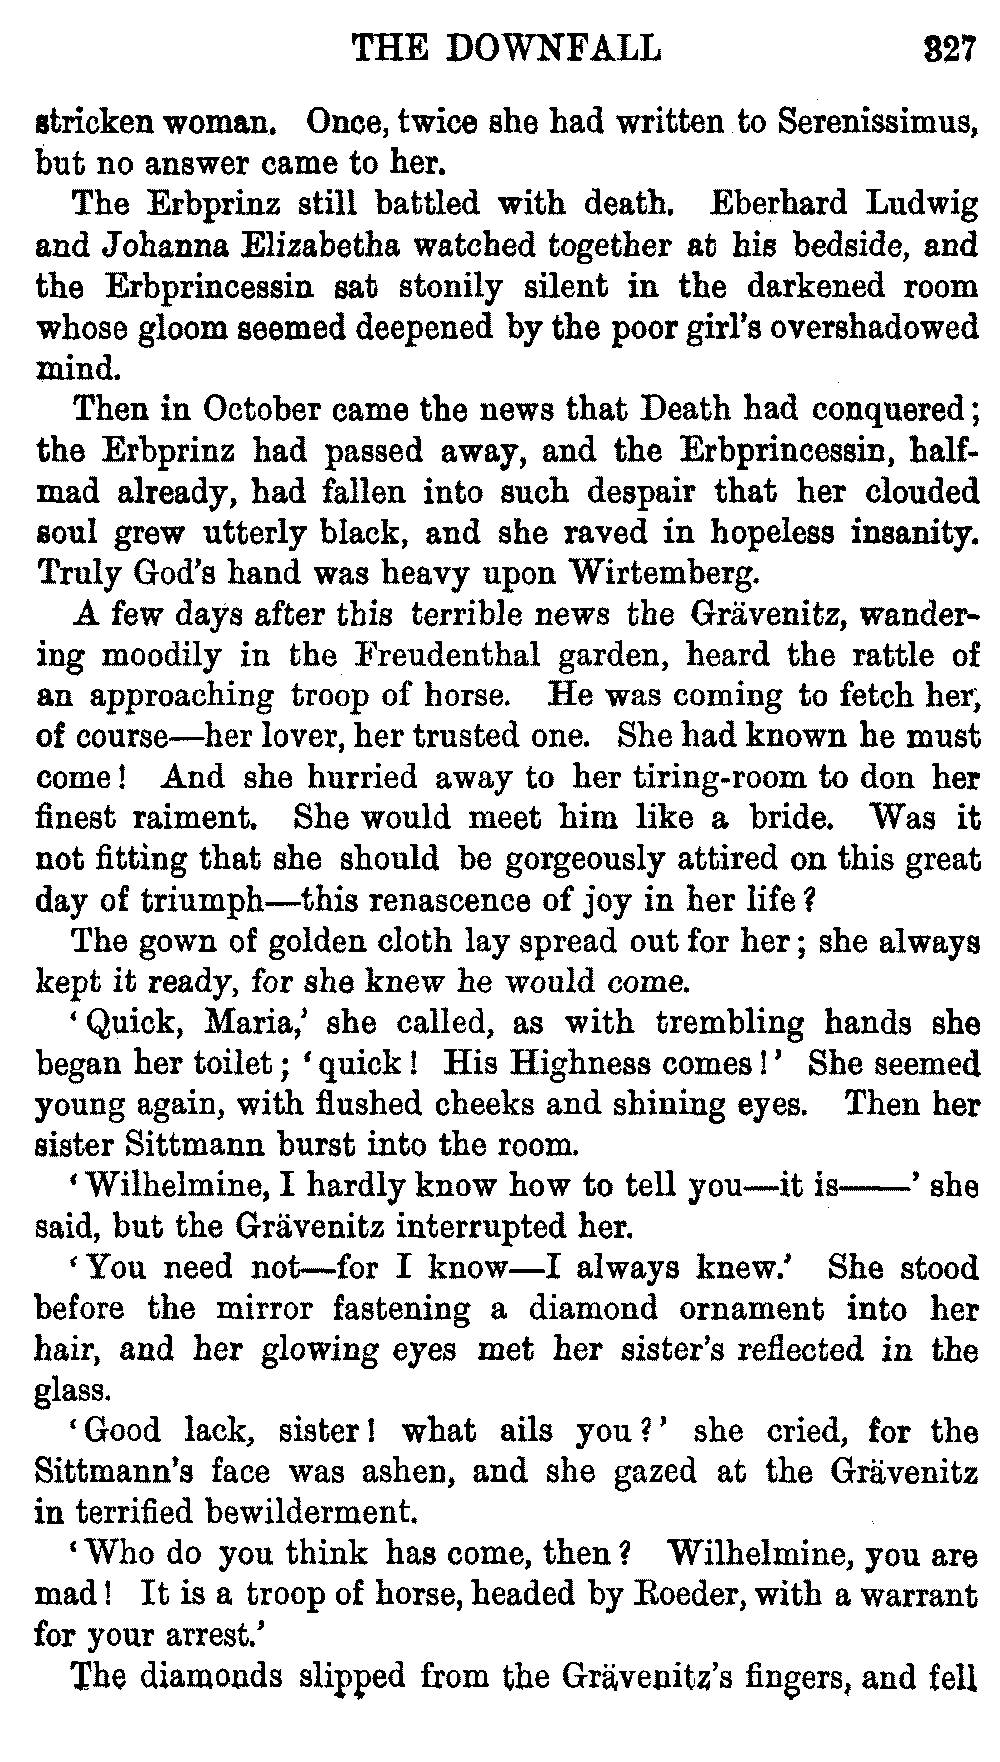 THE DOWNFALL 327
stricken woman. Once, twice she had written to Serenissimus,
but no answer came to her.
The Erbprinz still battled with death. Eberhard Ludwig
and Johanna Elizabetha watched together at his bedside, and
the Erbprincessin sat stonily silent in the darkened room
whose gloom seemed deepened by the poor girl's overshadowed
mind.
Then in October came the news that Death had conquered;
the Erbprinz had passed away, and the Erbprincessin, half-
mad already, had fallen into such despair that her clouded
soul grew utterly black, and she raved in hopeless insanity.
Truly God's hand was heavy upon Wirtemberg.
A few days after this terrible news the Grävenitz, wander-
ing moodily in the Freudenthal garden, heard the rattle of
an approaching troop of horse. He was coming to fetch her,
of course—her lover, her trusted one. She had known he must
come! And she hurried away to her tiring-room to don her
finest raiment. She would meet him like a bride. Was it
not fitting that she should be gorgeously attired on this great
day of triumph—this renascence of joy in her life?
The gown of golden cloth lay spread out for her; she always
kept it ready, for she knew he would come.
'Quick, Maria,' she called, as with trembling hands she
began her toilet; 'quick! His Highness comes!' She seemed
young again, with flushed cheeks and shining eyes. Then her
sister Sittmann burst into the room.
'Wilhelmine, I hardly know how to tell you—it is——' she
said, but the Grävenitz interrupted her.
'You need not—for I know—I always knew.' She stood
before the mirror fastening a diamond ornament into her
hair, and her glowing eyes met her sister's reflected in the
glass.
'Good lack, sister! what ails you?' she cried, for the
Sittmann's face was ashen, and she gazed at the Grävenitz
in terrified bewilderment.
'Who do you think has come, then? Wilhelmine, you are
mad! It is a troop of horse, headed by Roeder, with a warrant
for your arrest.'
The diamonds slipped from the Grävenitz's fingers, and fell